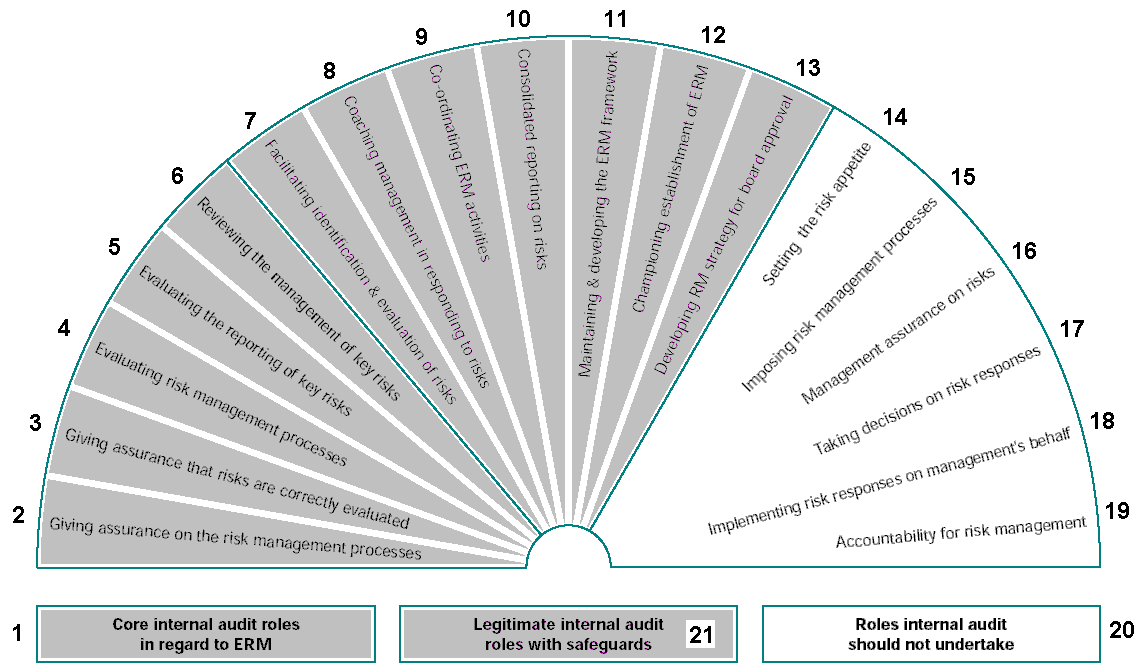 10
11
9
12
8
13
7
14
6
15
5
16
4
17
3
18
2
19
Giving assurance on the risk management processes
Giving assurance that risks are correctly evaluated
Evaluating risk management processes
Evaluating the reporting of key risks
Reviewing the management of key risks
Facilitating identification & evaluation of risks
Coaching management in responding to risks
Co-ordinating ERM activities
Consolidated reporting on risks
Maintaining & developing the ERM framework
Championing establishment of ERM
Developing RM strategy for board approval
Setting the risk appetite
Imposing risk management processes
Management assurance on risks
Taking decisions on risk responses
Implementing risk responses on management's behalf
Accountability for risk management
1
Core internal audit roles
in regard to ERM
Legitimate internal audit
roles with safeguards
21
Roles internal audit
should not undertake
20